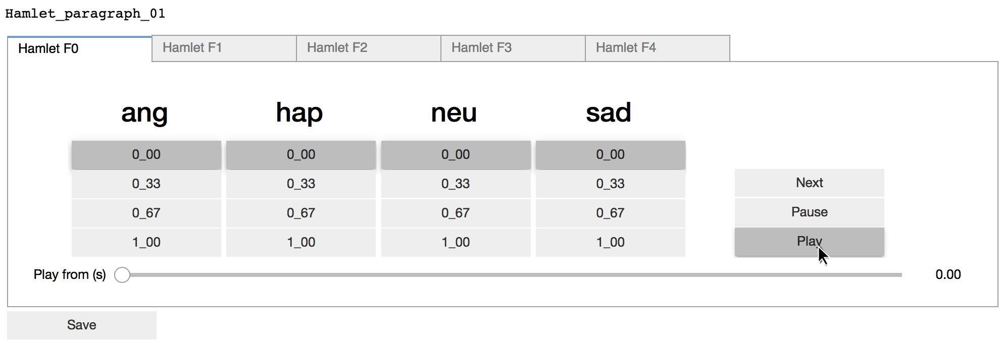 Hamlet_paragraph_01
Hamlet F0 Hamlet F1 Hamlet F2 Hamlet F3 Hamlet F4
ang hap neu sad
0_00 0_00 0_00 0_00
0_33 0_33 0_33 0_33 Next
0_67 0_67 0_67 0_67 Pause
1_00 1_00 1_00 1_00 Play
Play from (s) 0.00
Save